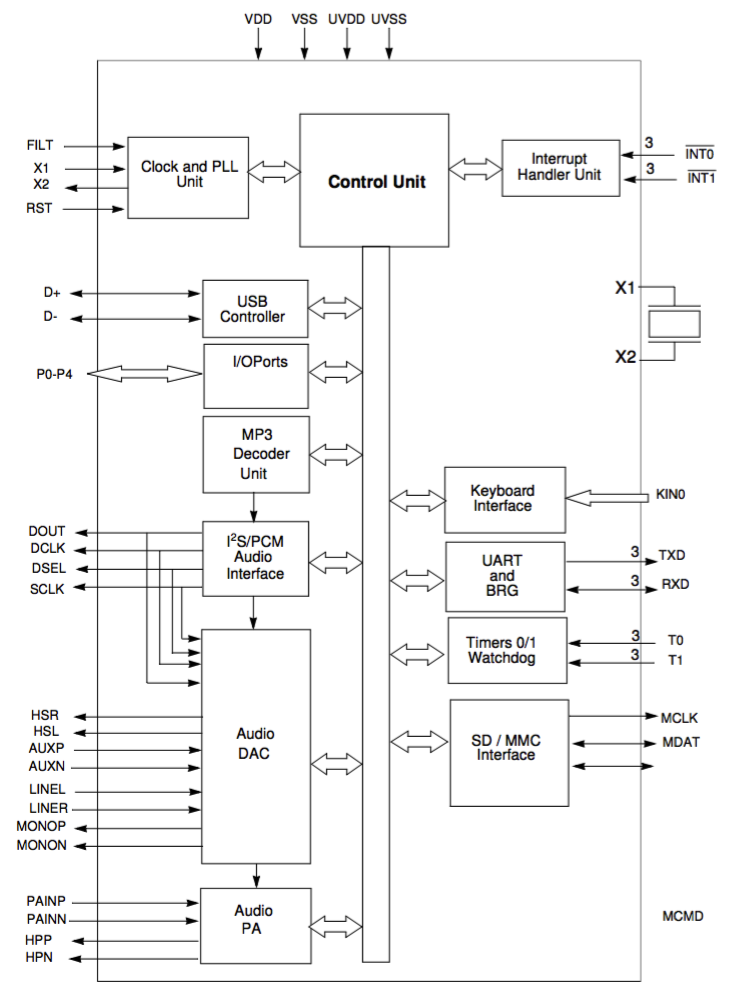 VDD VSS UVDD UVSS
FILT
X1
X2
RST
Clock and PLL
Unit
Control Unit
Interrupt
Handler Unit
3
INT0
3
INT1
D+
D-
USB
Controller
X1
X2
P0-P4
I/OPorts
MP3
Decoder
Unit
Keyboard
Interface
KIN0
DOUT
DCLK
DSEL
SCLK
I²S/PCM
Audio
Interface
UART
and
BRG
3 TXD
3 RXD
Timers 0/1
Watchdog
3 T0
3 T1
HSR
HSL
AUXP
AUXN
LINEL
LINER
MONOP
MONON
Audio
DAC
SD / MMC
Interface
MCLK
MDAT
PAINP
PAINN
HPP
HPN
Audio
PA
MCMD